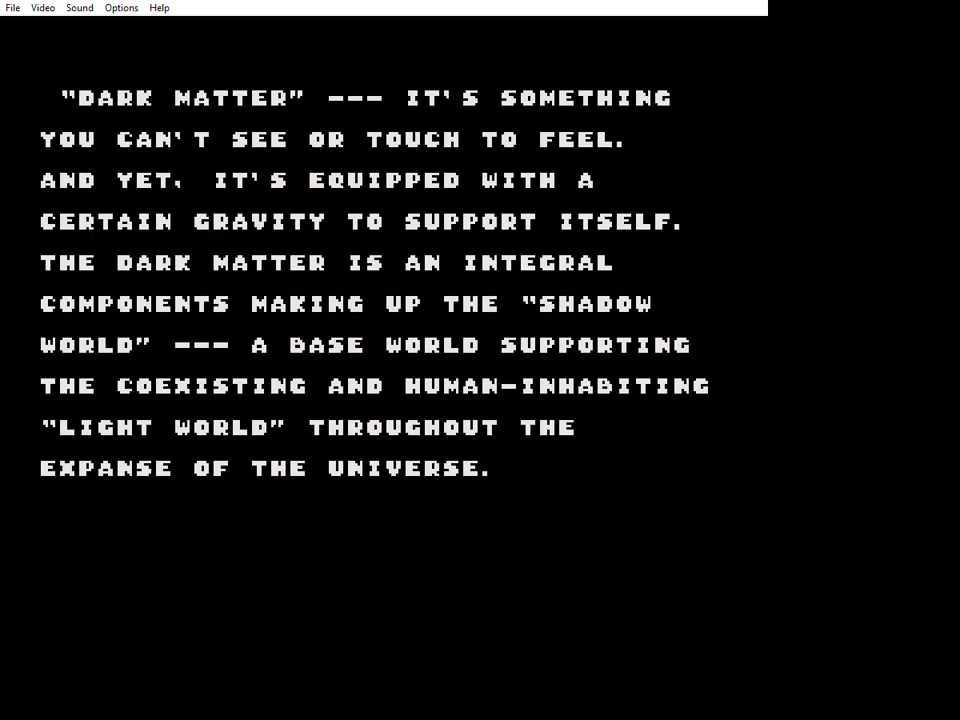 File Video Sound Options Help
"DARK MATTER" --- IT'S SOMETHING
YOU CAN'T SEE OR TOUCH TO FEEL.
AND YET, IT'S EQUIPPED WITH A
CERTAIN GRAVITY TO SUPPORT ITSELF.
THE DARK MATTER IS AN INTEGRAL
COMPONENTS MAKING UP THE "SHADOW
WORLD" --- A BASE WORLD SUPPORTING
THE COEXISTING AND HUMAN-INHABITING
"LIGHT WORLD" THROUGHOUT THE
EXPANSE OF THE UNIVERSE.